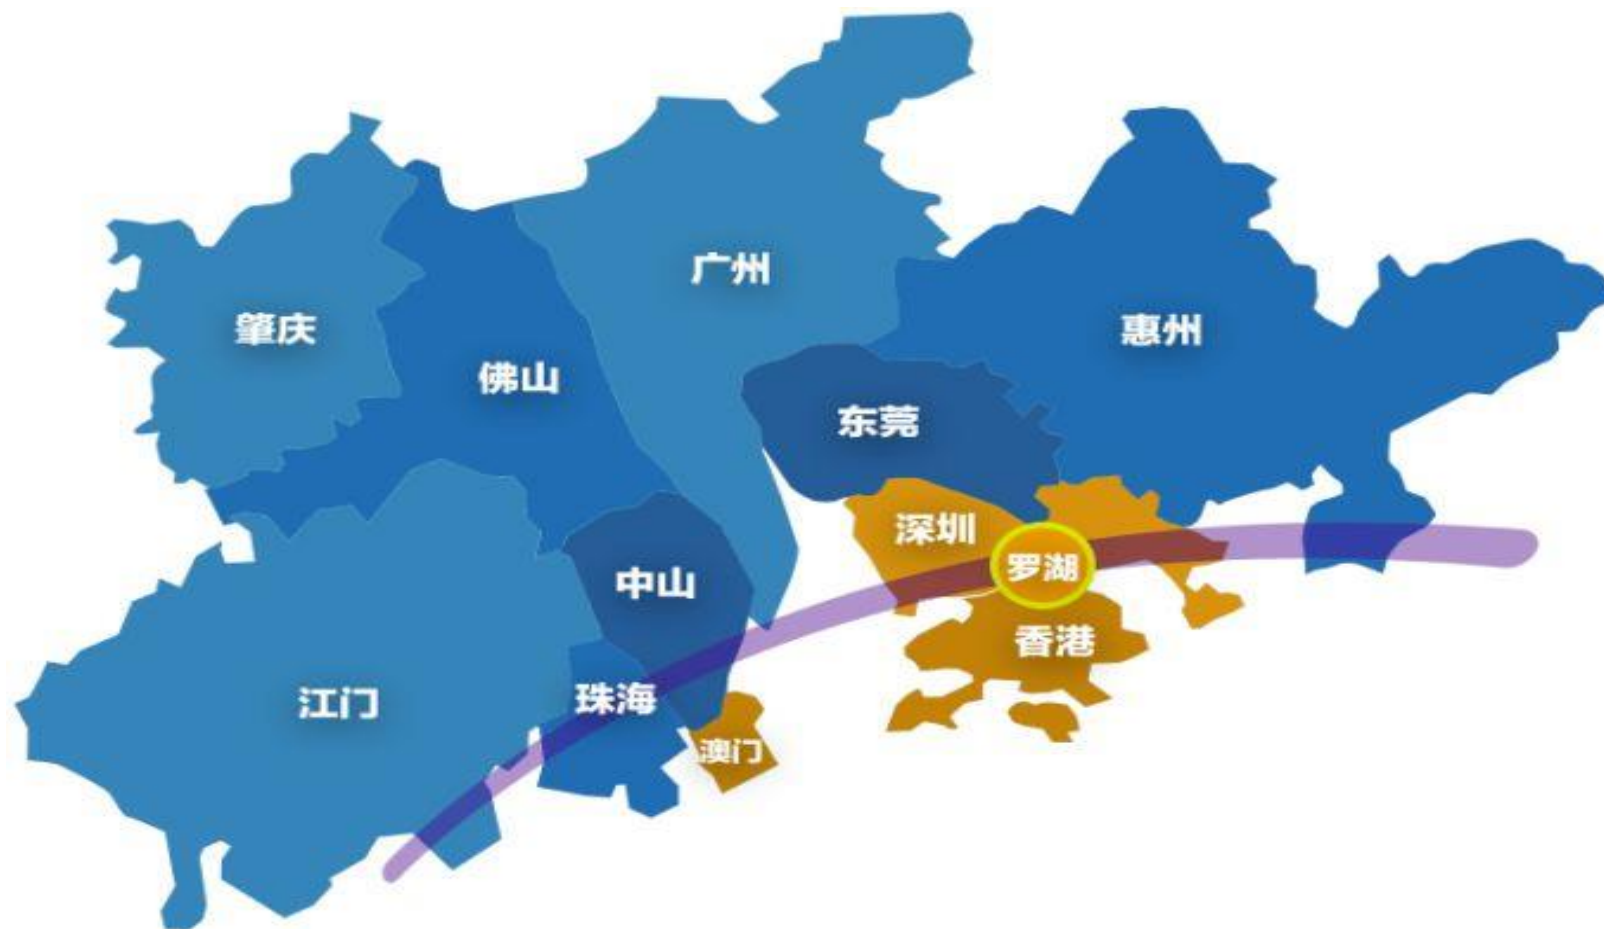 广州
肇庆
惠州
佛山
东莞
深圳
罗湖
中山
香港
江门
珠海
澳门